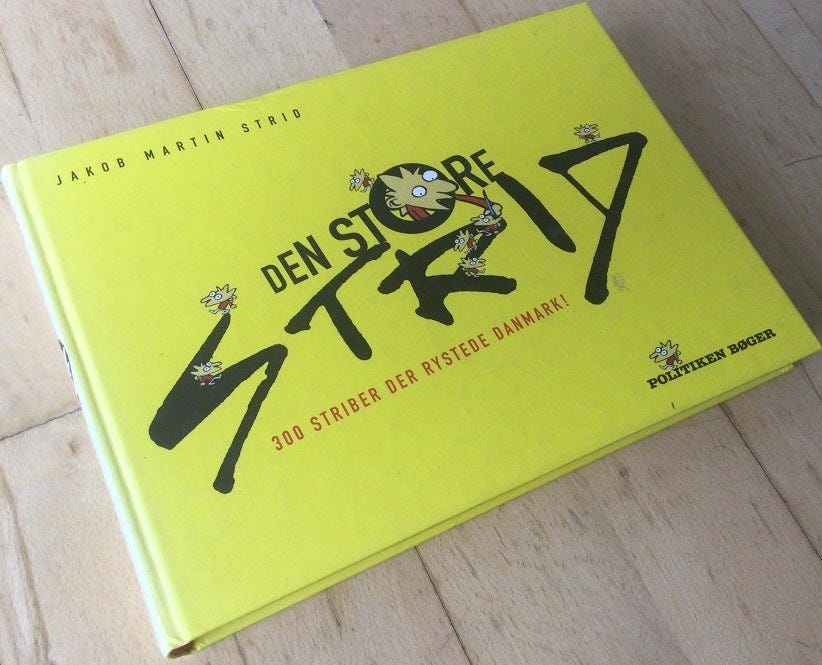 JAKOB MARTIN STRID
DEN STORE
STRID
300 STRIBER DER RYSTEDE DANMARK!
POLITIKEN BØGER